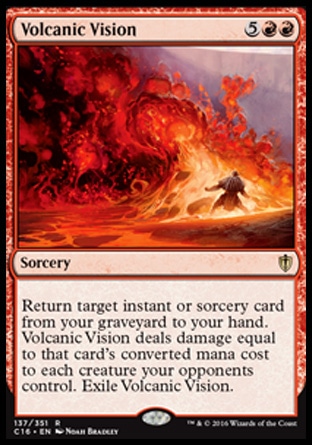 Volcanic Vision 5
Sorcery
Return target instant or sorcery card
from your graveyard to your hand.
Volcanic Vision deals damage equal
to that card's converted mana cost
to each creature your opponents
control. Exile Volcanic Vision.
137/351 R
C16 • EN NOAH BRADLEY ™ & © 2016 Wizards of the Coast